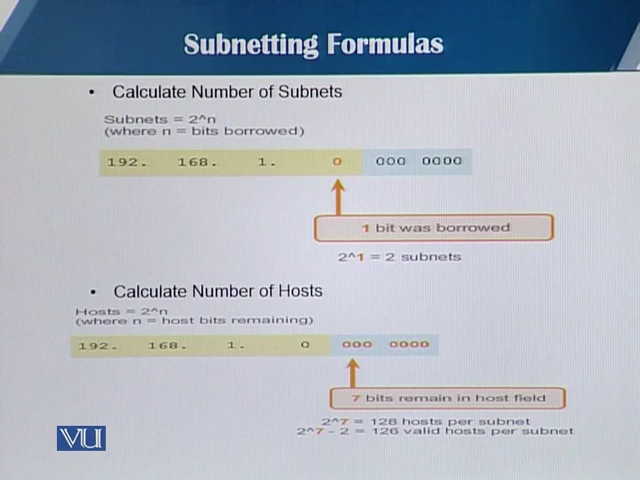 Subnetting Formulas
• Calculate Number of Subnets
Subnets = 2^n
(where n = bits borrowed)
192. 168. 1. 0 000 0000
1 bit was borrowed
2^1 = 2 subnets
• Calculate Number of Hosts
Hosts = 2^n
(where n = host bits remaining)
192. 168. 1. 0 000 0000
7 bits remain in host field
2^7 = 128 hosts per subnet
2^7 - 2 = 126 valid hosts per subnet
VU